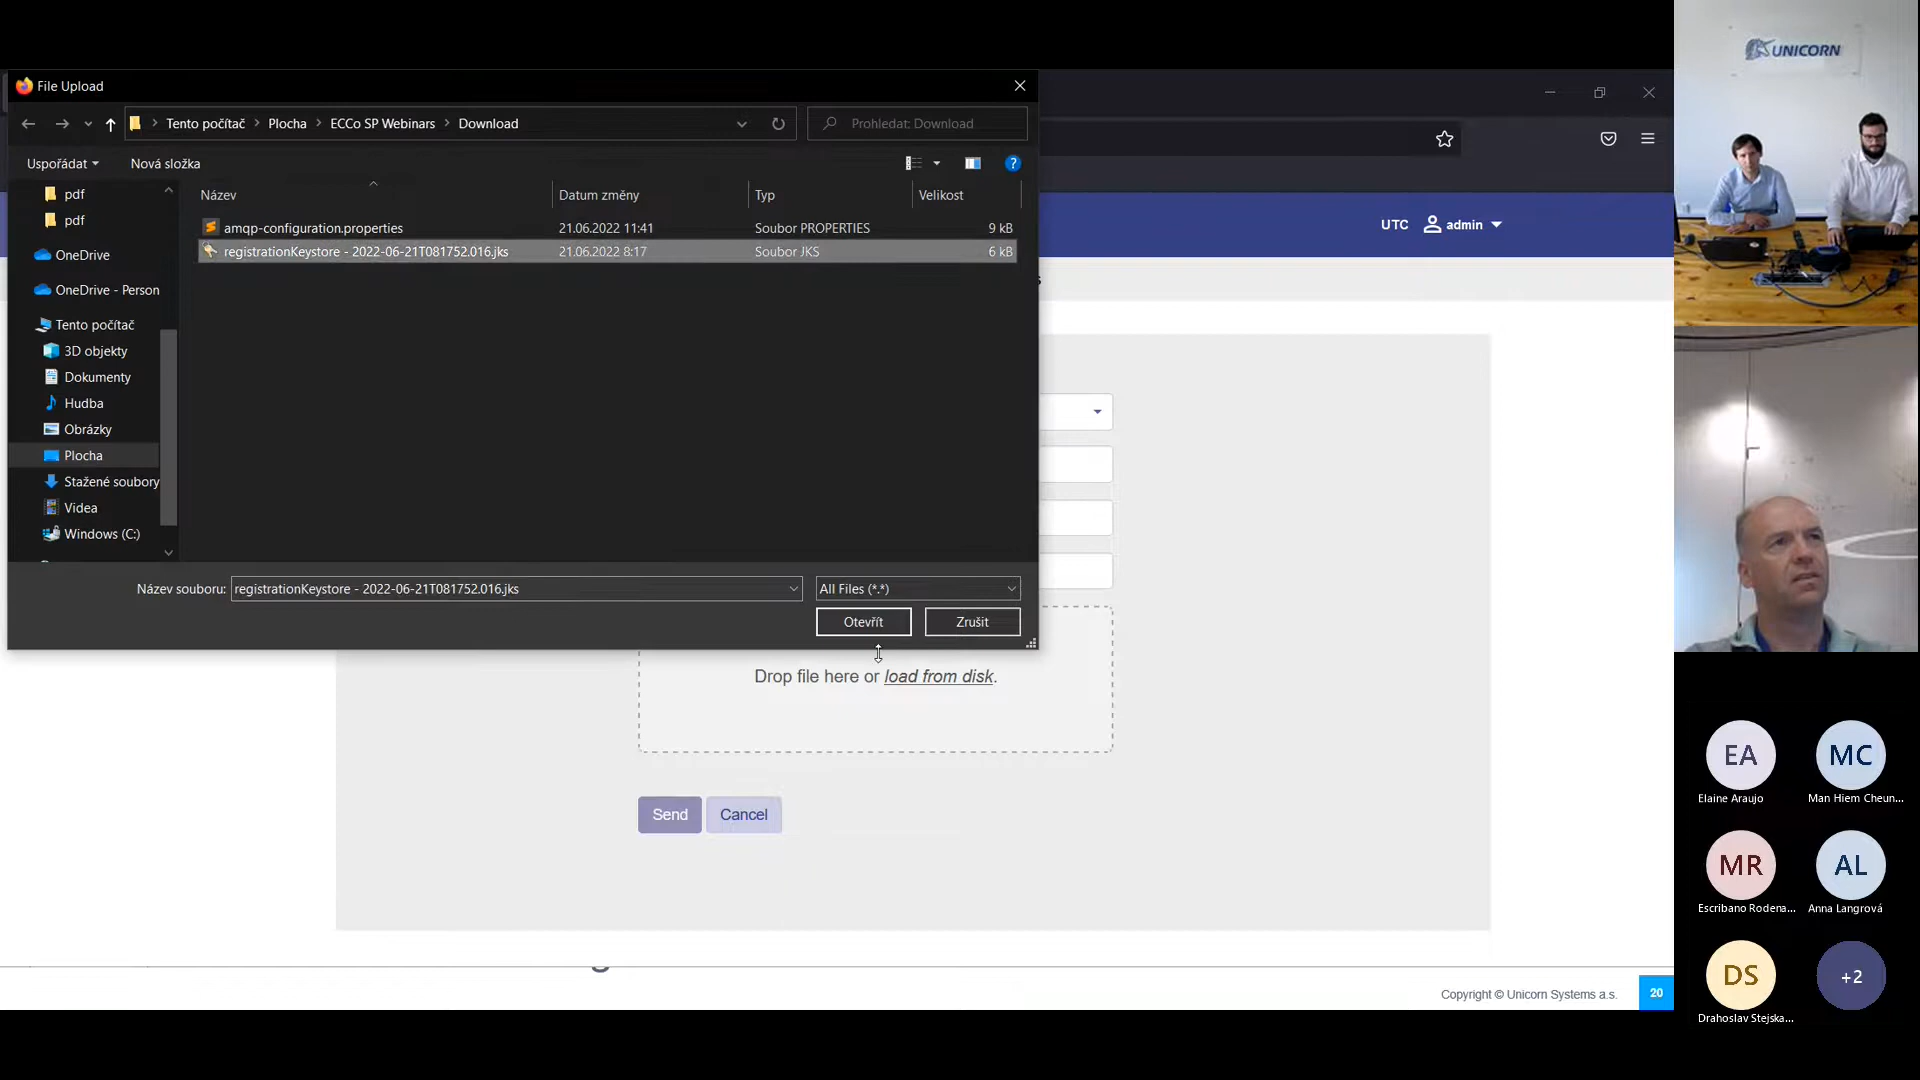 File Upload
Tento počítač
Plocha
ECCo SP Webinars
Download
Prohledat: Download
Uspořádat
Nová složka
Název
Datum změny
Typ
Velikost
pdf
pdf
OneDrive
OneDrive - Person
Tento počítač
3D objekty
Dokumenty
Hudba
Obrázky
Plocha
Stažené soubory
Videa
Windows (C:)
amqp-configuration.properties 21.06.2022 11:41 Soubor PROPERTIES 9 kB
registrationKeystore - 2022-06-21T081752.016.jks 21.06.2022 8:17 Soubor JKS 6 kB
Název souboru: registrationKeystore - 2022-06-21T081752.016.jks
All Files (*.*)
Otevřít
Zrušit
UTC
admin
Drop file here or load from disk.
Send
Cancel
Copyright © Unicorn Systems a.s.
20
UNICORN
EA
Elaine Araujo
MC
Man Hiem Cheun...
MR
Escribano Rodena...
AL
Anna Langrová
DS
Drahoslav Stejska...
+2